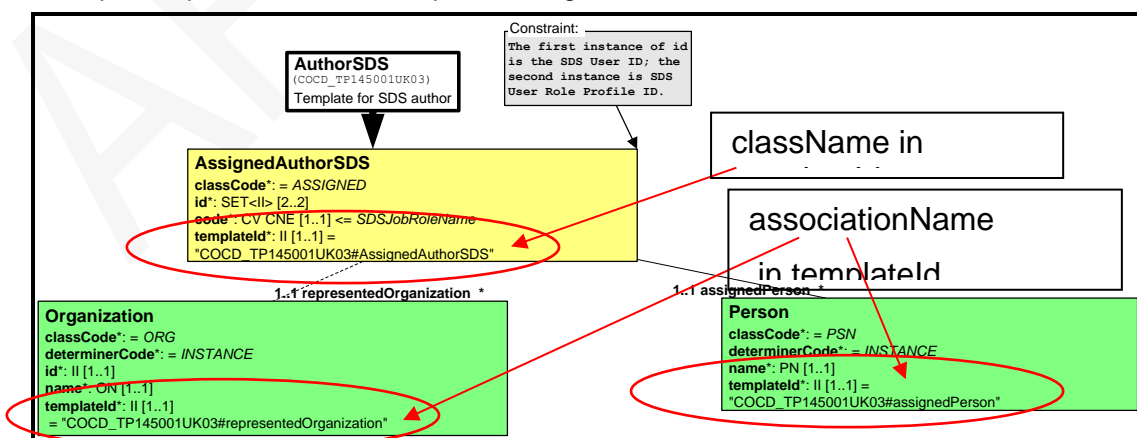 AuthorSDS
(COCD_TP145001UK03)
Template for SDS author
Constraint:
The first instance of id
is the SDS User ID; the
second instance is SDS
User Role Profile ID.
className in
AssignedAuthorSDS
classCode*: = ASSIGNED
id*: SET<II> [2..2]
code*: CV CNE [1..1] <= SDSJobRoleName
templateId*: II [1..1] =
"COCD_TP145001UK03#AssignedAuthorSDS"
associationName
in templateId
1..1 representedOrganization *
1..1 assignedPerson *
Organization
classCode*: = ORG
determinerCode*: = INSTANCE
id*: II [1..1]
name*: ON [1..1]
templateId*: II [1..1]
= "COCD_TP145001UK03#representedOrganization"
Person
classCode*: = PSN
determinerCode*: = INSTANCE
name*: PN [1..1]
templateId*: II [1..1] =
"COCD_TP145001UK03#assignedPerson"